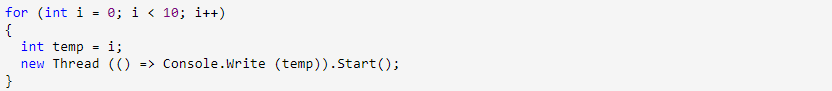 for (int i = 0; i < 10; i++)
{
  int temp = i;
  new Thread (() => Console.Write (temp)).Start();
}